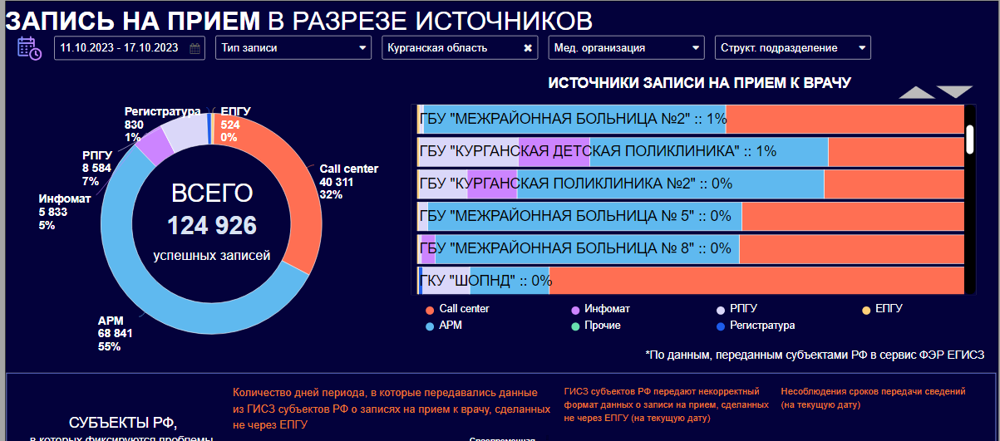 ЗАПИСЬ НА ПРИЕМ В РАЗРЕЗЕ ИСТОЧНИКОВ
11.10.2023 - 17.10.2023
Тип записи
Курганская область
Мед. организация
Структ. подразделение
ИСТОЧНИКИ ЗАПИСИ НА ПРИЕМ К ВРАЧУ
Регистратура
830
1%
ЕПГУ
524
0%
РПГУ
8 584
7%
Инфомат
5 833
5%
Call center
40 311
32%
ВСЕГО
124 926
успешных записей
АРМ
68 841
55%
ГБУ "МЕЖРАЙОННАЯ БОЛЬНИЦА №2" :: 1%
ГБУ "КУРГАНСКАЯ ДЕТСКАЯ ПОЛИКЛИНИКА" :: 1%
ГБУ "КУРГАНСКАЯ ПОЛИКЛИНИКА №2" :: 0%
ГБУ "МЕЖРАЙОННАЯ БОЛЬНИЦА № 5" :: 0%
ГБУ "МЕЖРАЙОННАЯ БОЛЬНИЦА № 8" :: 0%
ГКУ "ШОПНД" :: 0%
Call center
Инфомат
РПГУ
ЕПГУ
АРМ
Прочие
Регистратура
*По данным, переданным субъектами РФ в сервис ФЭР ЕГИСЗ
СУБЪЕКТЫ РФ,
в которых фиксируются проблемы
Количество дней периода, в которые передавались данные
из ГИСЗ субъектов РФ о записях на прием к врачу, сделанных
не через ЕПГУ
ГИСЗ субъектов РФ передают некорректный
формат данных о записи на прием, сделанных
не через ЕПГУ (на текущую дату)
Несоблюдения сроков передачи сведений
(на текущую дату)